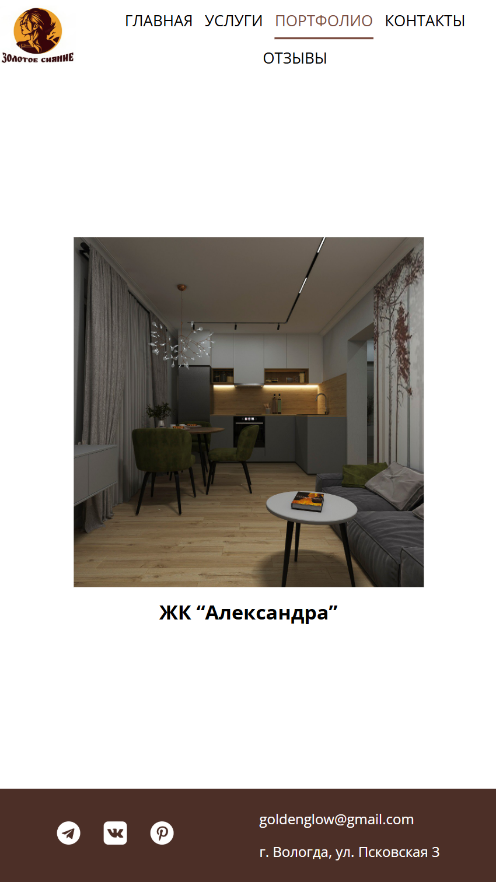 ЗОЛОТОЕ СИЯНИЕ
ГЛАВНАЯ УСЛУГИ ПОРТФОЛИО КОНТАКТЫ
ОТЗЫВЫ
ЖК “Александра”
goldenglow@gmail.com
г. Вологда, ул. Псковская 3